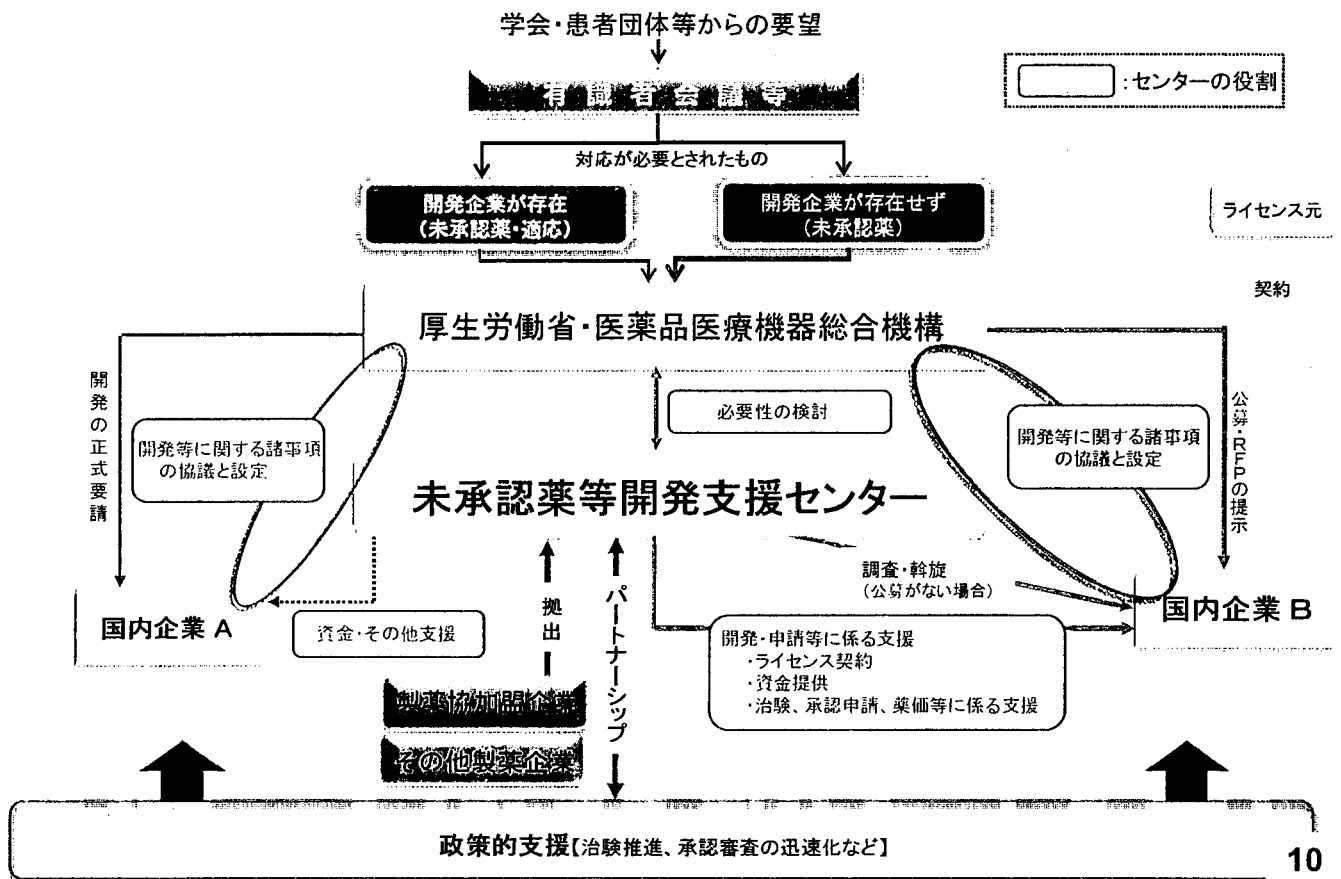 学会・患者団体等からの要望
有識者会議等
:センターの役割
対応が必要とされたもの
開発企業が存在
(未承認薬・適応)
開発企業が存在せず
(未承認薬)
ライセンス元
契約
厚生労働省・医薬品医療機器総合機構
開発の正式要請
開発等に関する諸事項
の協議と設定
必要性の検討
開発等に関する諸事項
の協議と設定
公募・RFPの提示
未承認薬等開発支援センター
調査・斡旋
(公募がない場合)
国内企業 A
資金・その他支援
拠出
パートナーシップ
国内企業 B
開発・申請等に係る支援
・ライセンス契約
・資金提供
・治験、承認申請、薬価等に係る支援
製薬協加盟企業
その他製薬企業
政策的支援【治験推進、承認審査の迅速化など】
10